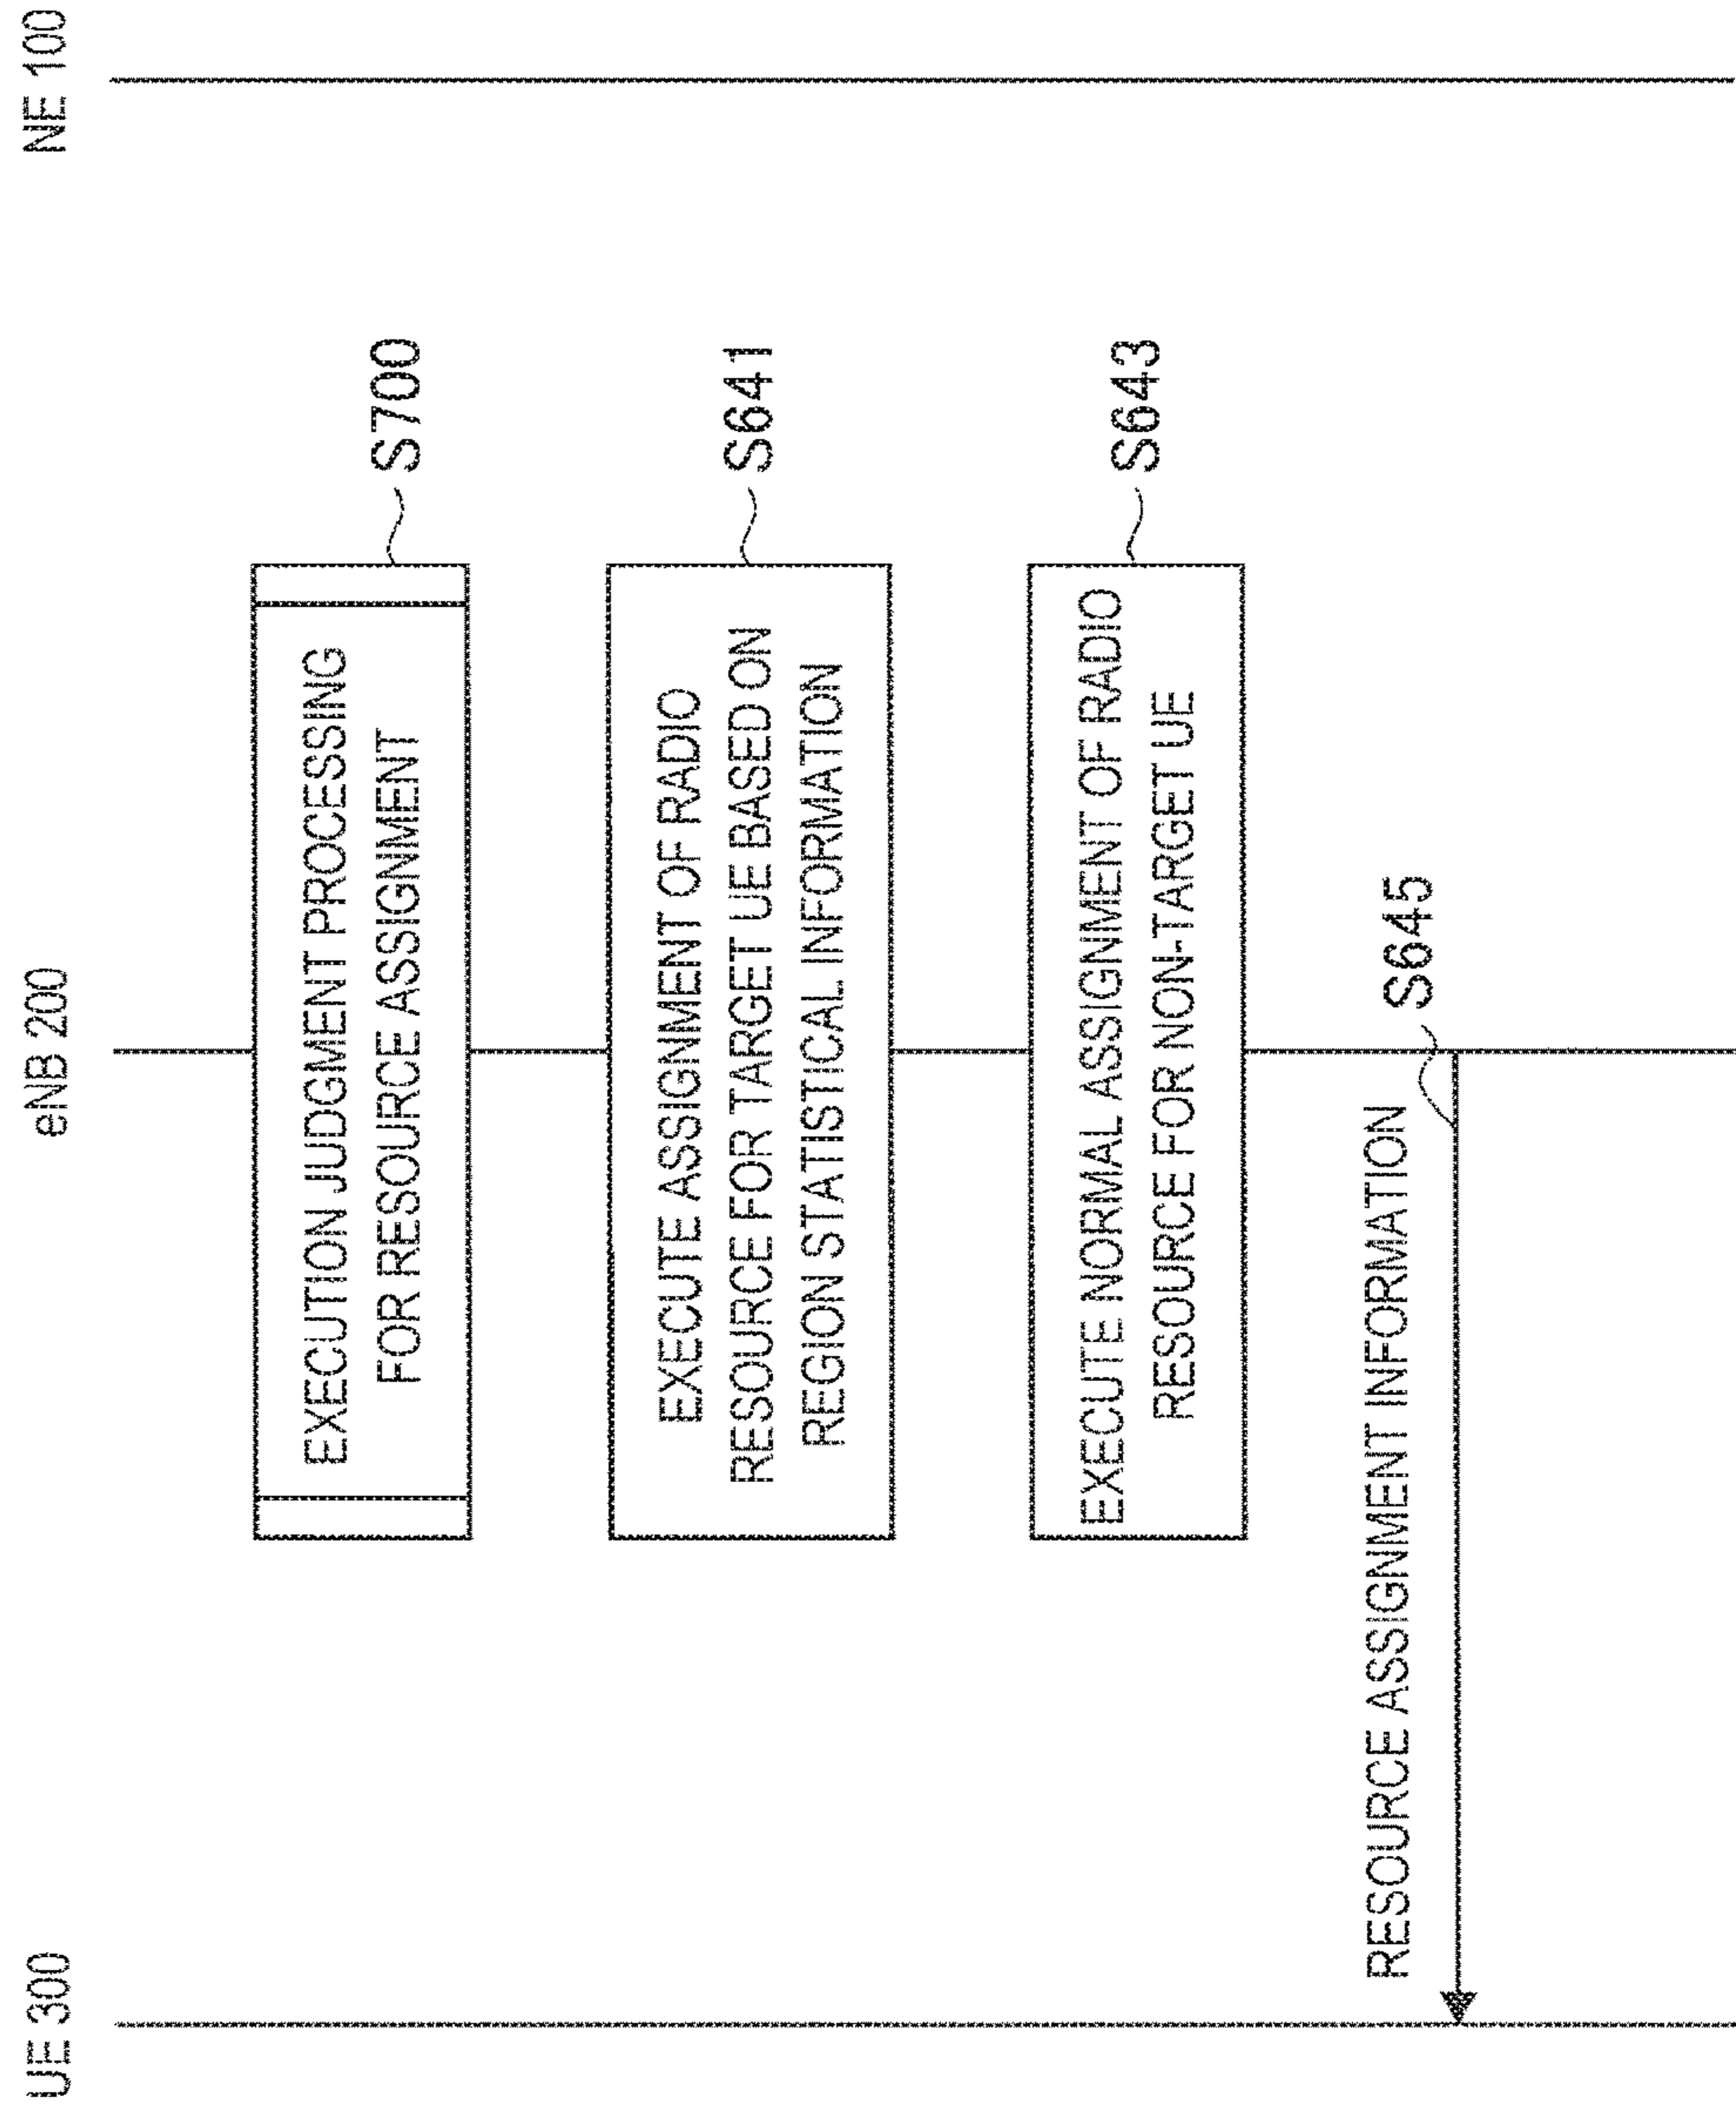 UE 300
eNB 200
NE 100
EXECUTION JUDGMENT PROCESSING
FOR RESOURCE ASSIGNMENT
S700
EXECUTE ASSIGNMENT OF RADIO
RESOURCE FOR TARGET UE BASED ON
REGION STATISTICAL INFORMATION
S641
EXECUTE NORMAL ASSIGNMENT OF RADIO
RESOURCE FOR NON-TARGET UE
S643
RESOURCE ASSIGNMENT INFORMATION
S645